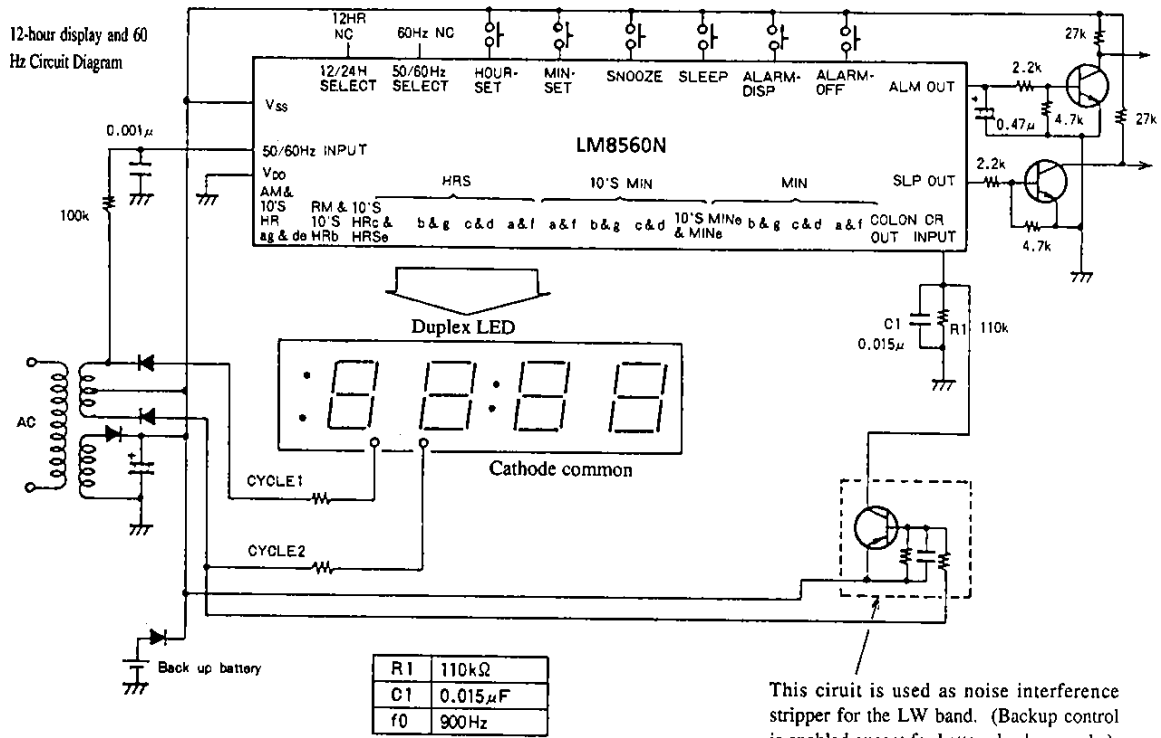 12-hour display and 60
Hz Circuit Diagram
12HR
NC
60Hz NC
27k
12/24H
SELECT
50/60Hz
SELECT
HOUR-
SET
MIN-
SET
SNOOZE
SLEEP
ALARM-
DISP
ALARM-
OFF
ALM OUT
2.2k
VSS
0.47μ
4.7k
27k
0.001μ
50/60Hz INPUT
LM8560N
VDD
2.2k
SLP OUT
100k
AM &
10'S
HR
ag & de
RM &
10'S
HRb
10'S
HRc &
HRSe
HRS
b & g
c & d
a & f
10'S MIN
a & f
b & g
c & d
10'S MINe
& MINe
MIN
b & g
c & d
a & f
COLON
OUT
CR
INPUT
4.7k
C1
0.015μ
R1
110k
Duplex LED
AC
Cathode common
CYCLE1
CYCLE2
Back up battery
R1 110kΩ
C1 0.015μF
f0 900Hz
This ciruit is used as noise interference
stripper for the LW band. (Backup control